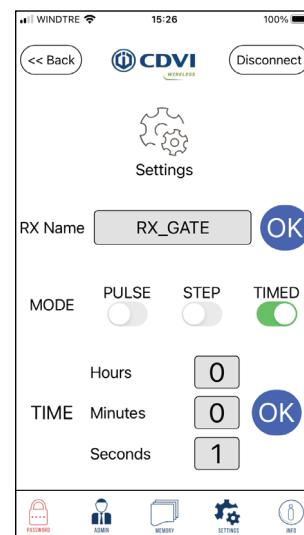 WINDTRE 15:26 100%
<< Back CDVI Disconnect
WIRELESS
Settings
RX Name RX_GATE OK
PULSE STEP TIMED
MODE
Hours 0
TIME Minutes 0 OK
Seconds 1
PASSWORD ADMIN MEMORY SETTINGS INFO